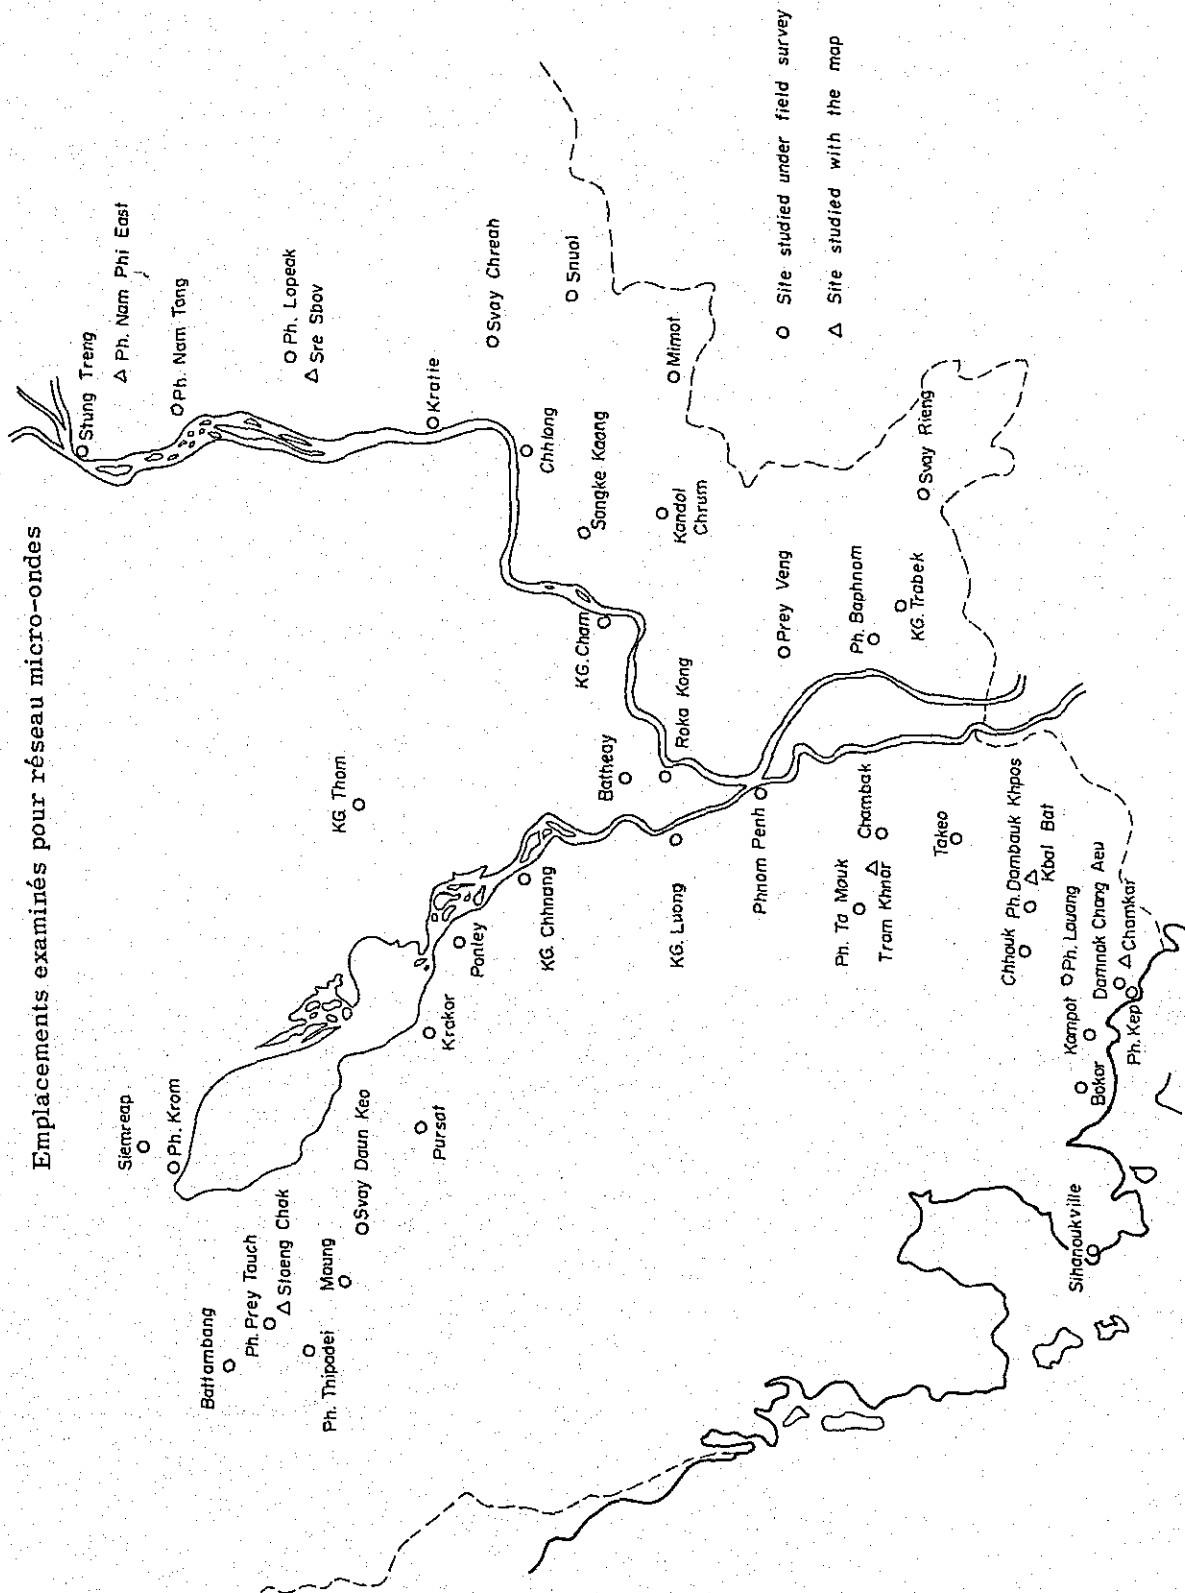 Emplacements examinés pour réseau micro-ondes
Stung Treng
△ Ph. Nam Phi East
Ph. Nam Tang
Ph. Lopeak
△ Sre Sbov
Siemreap
Ph. Krom
Kratie
Svay Chreah
Battambang
Ph. Prey Tauch
△ Staeng Chak
KG. Thom
Chhlong
Snuol
Ph. Thipadei
Maung
Svay Daun Keo
Sangke Kaong
Pursat
Krakor
Ponley
KG. Chhnang
KG. Cham
Kandol
Chrum
Mimot
Batheay
Roka Kong
KG. Luong
Phnom Penh
Prey Veng
○ Site studied under field survey
△ Site studied with the map
Ph. Baphnom
KG. Trabek
Svay Rieng
Ph. Ta Mouk
Tram Khnar
△
Chambak
Takeo
Chhouk
Ph. Dambauk Khpos
△
Kbal Bat
Ph. Lauang
Kampot
Damnak Chang Aeu
△ Chamkar
Bokor
Ph. Kep
Sihanoukville